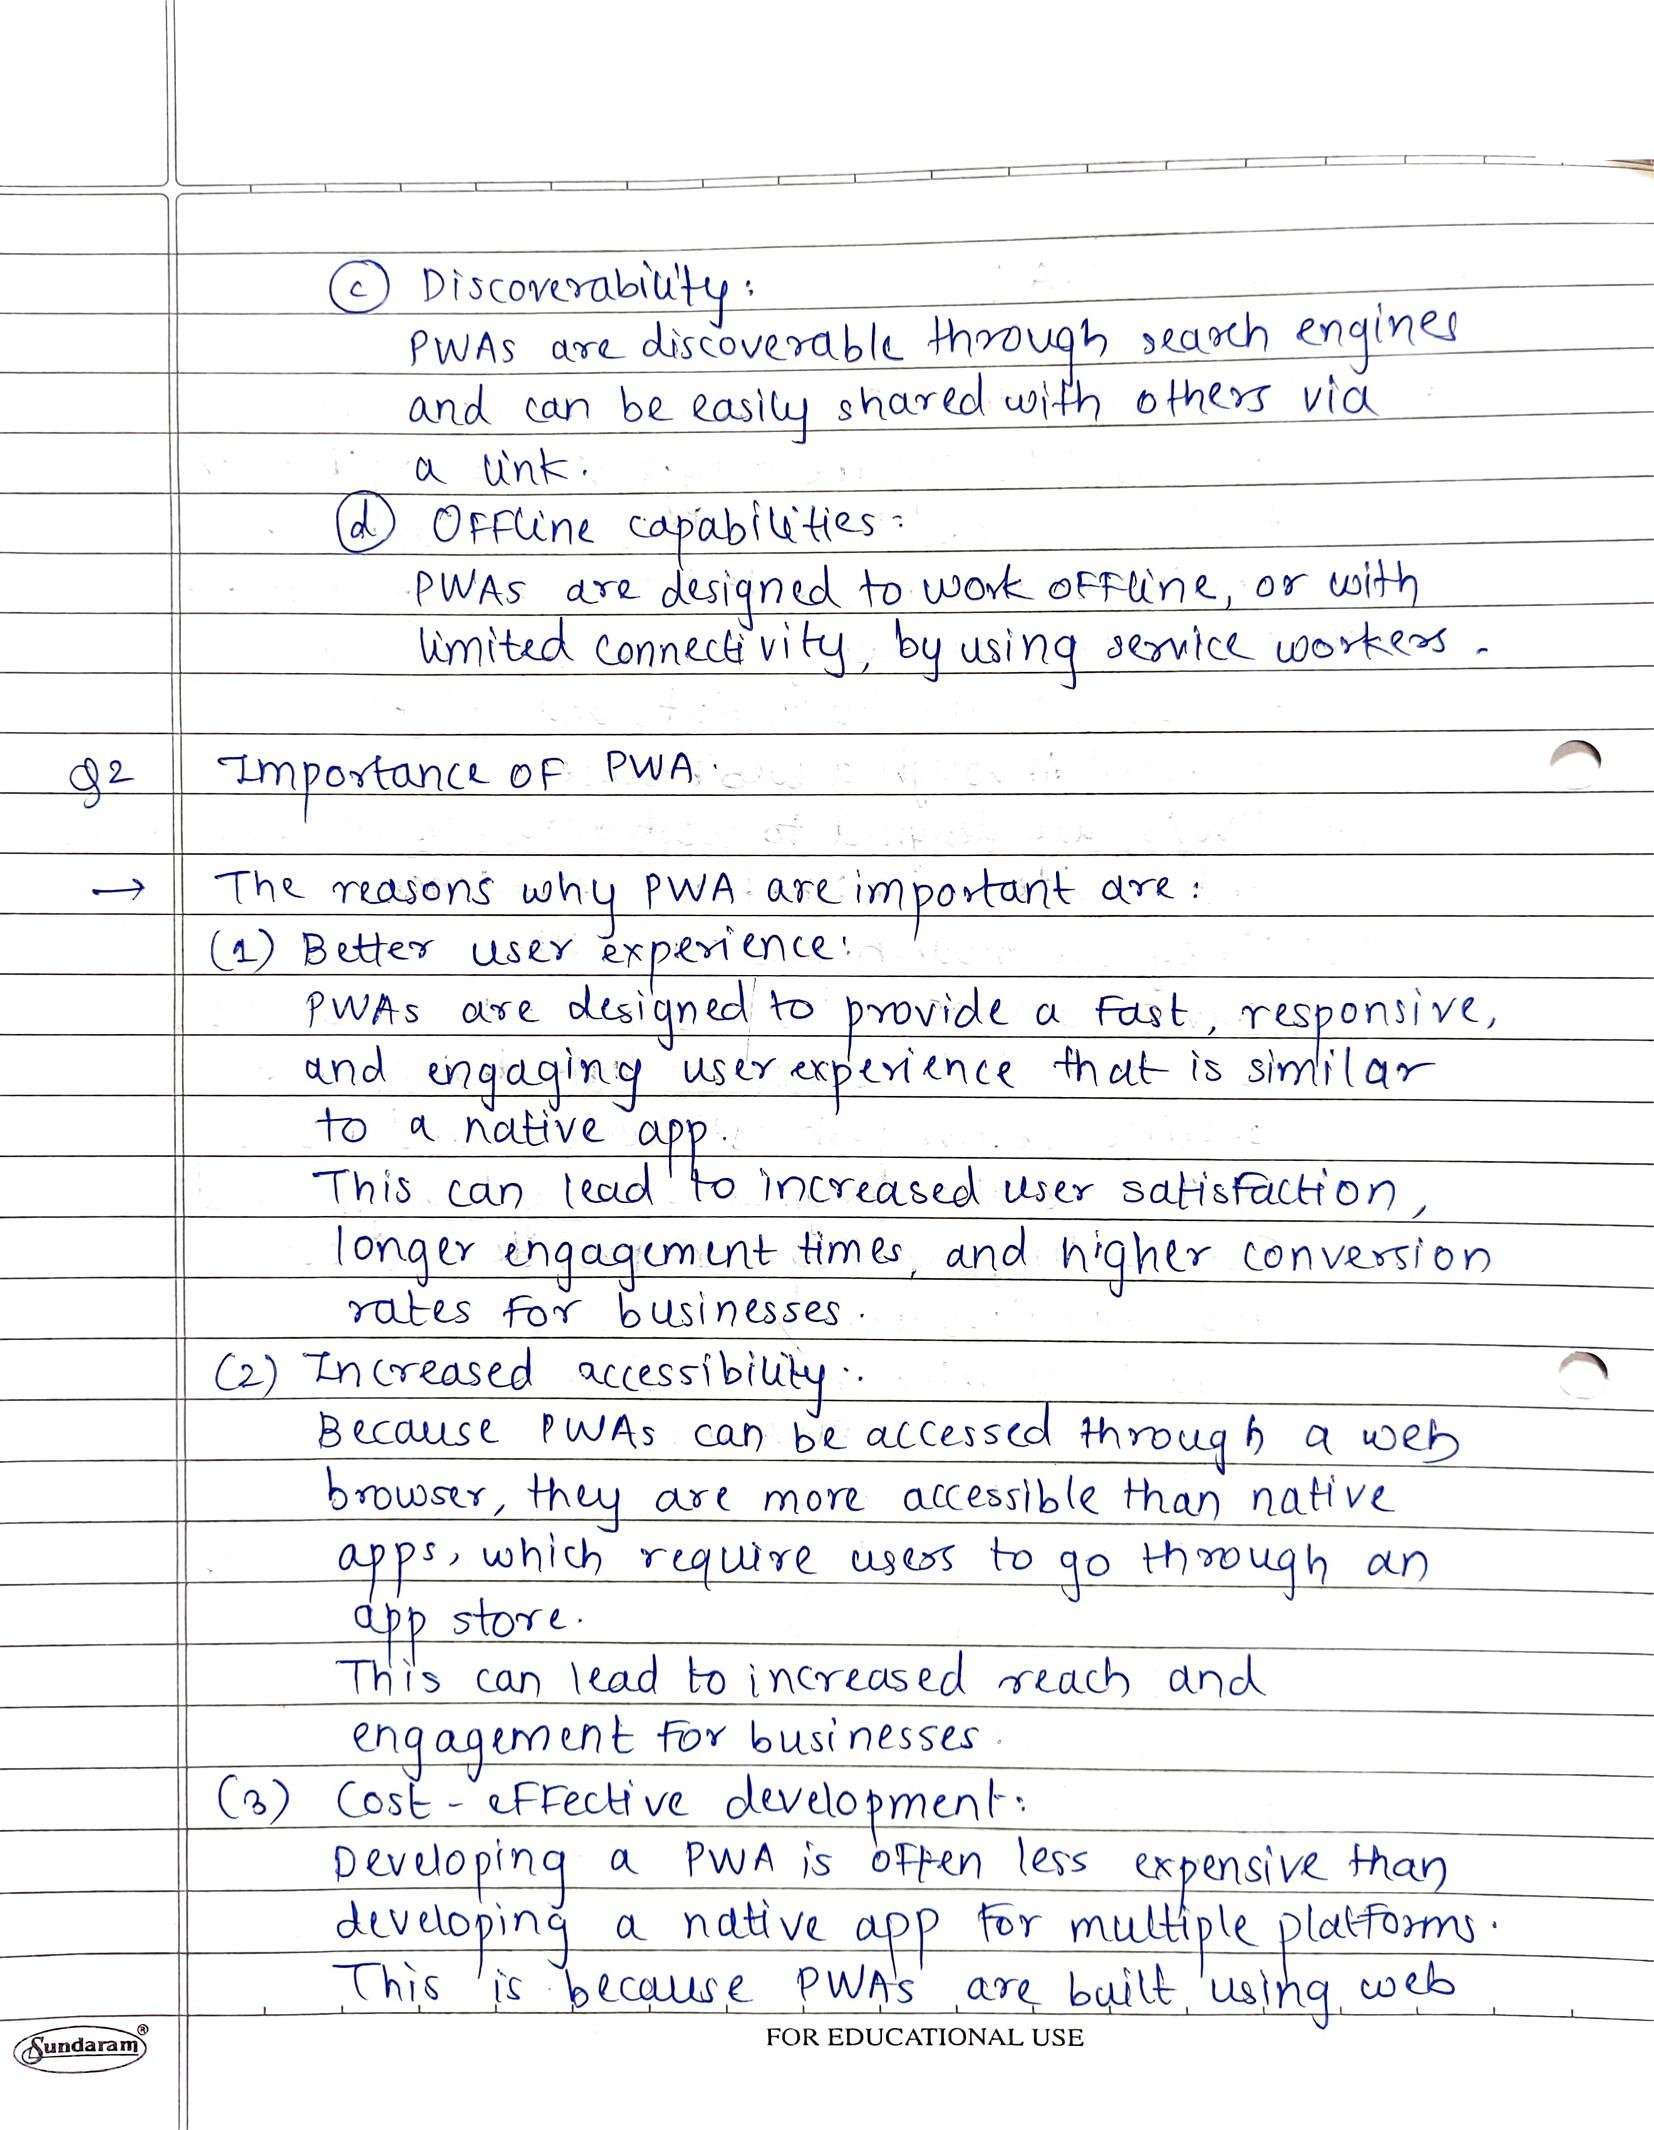 (c) Discoverability:
PWAs are discoverable through search engines
and can be easily shared with others via
a link.
(d) Offline capabilities:
PWAs are designed to work offline, or with
limited connectivity, by using service workers.
Q2 Importance of PWA.
→ The reasons why PWA are important are:
(1) Better user experience:
PWAs are designed to provide a fast, responsive,
and engaging user experience that is similar
to a native app.
This can lead to increased user satisfaction,
longer engagement times, and higher conversion
rates for businesses.
(2) Increased accessibility:
Because PWAs can be accessed through a web
browser, they are more accessible than native
apps, which require users to go through an
app store.
This can lead to increased reach and
engagement for businesses.
(3) Cost-effective development:
Developing a PWA is often less expensive than
developing a native app for multiple platforms.
This is because PWAs are built using web
Sundaram®
FOR EDUCATIONAL USE